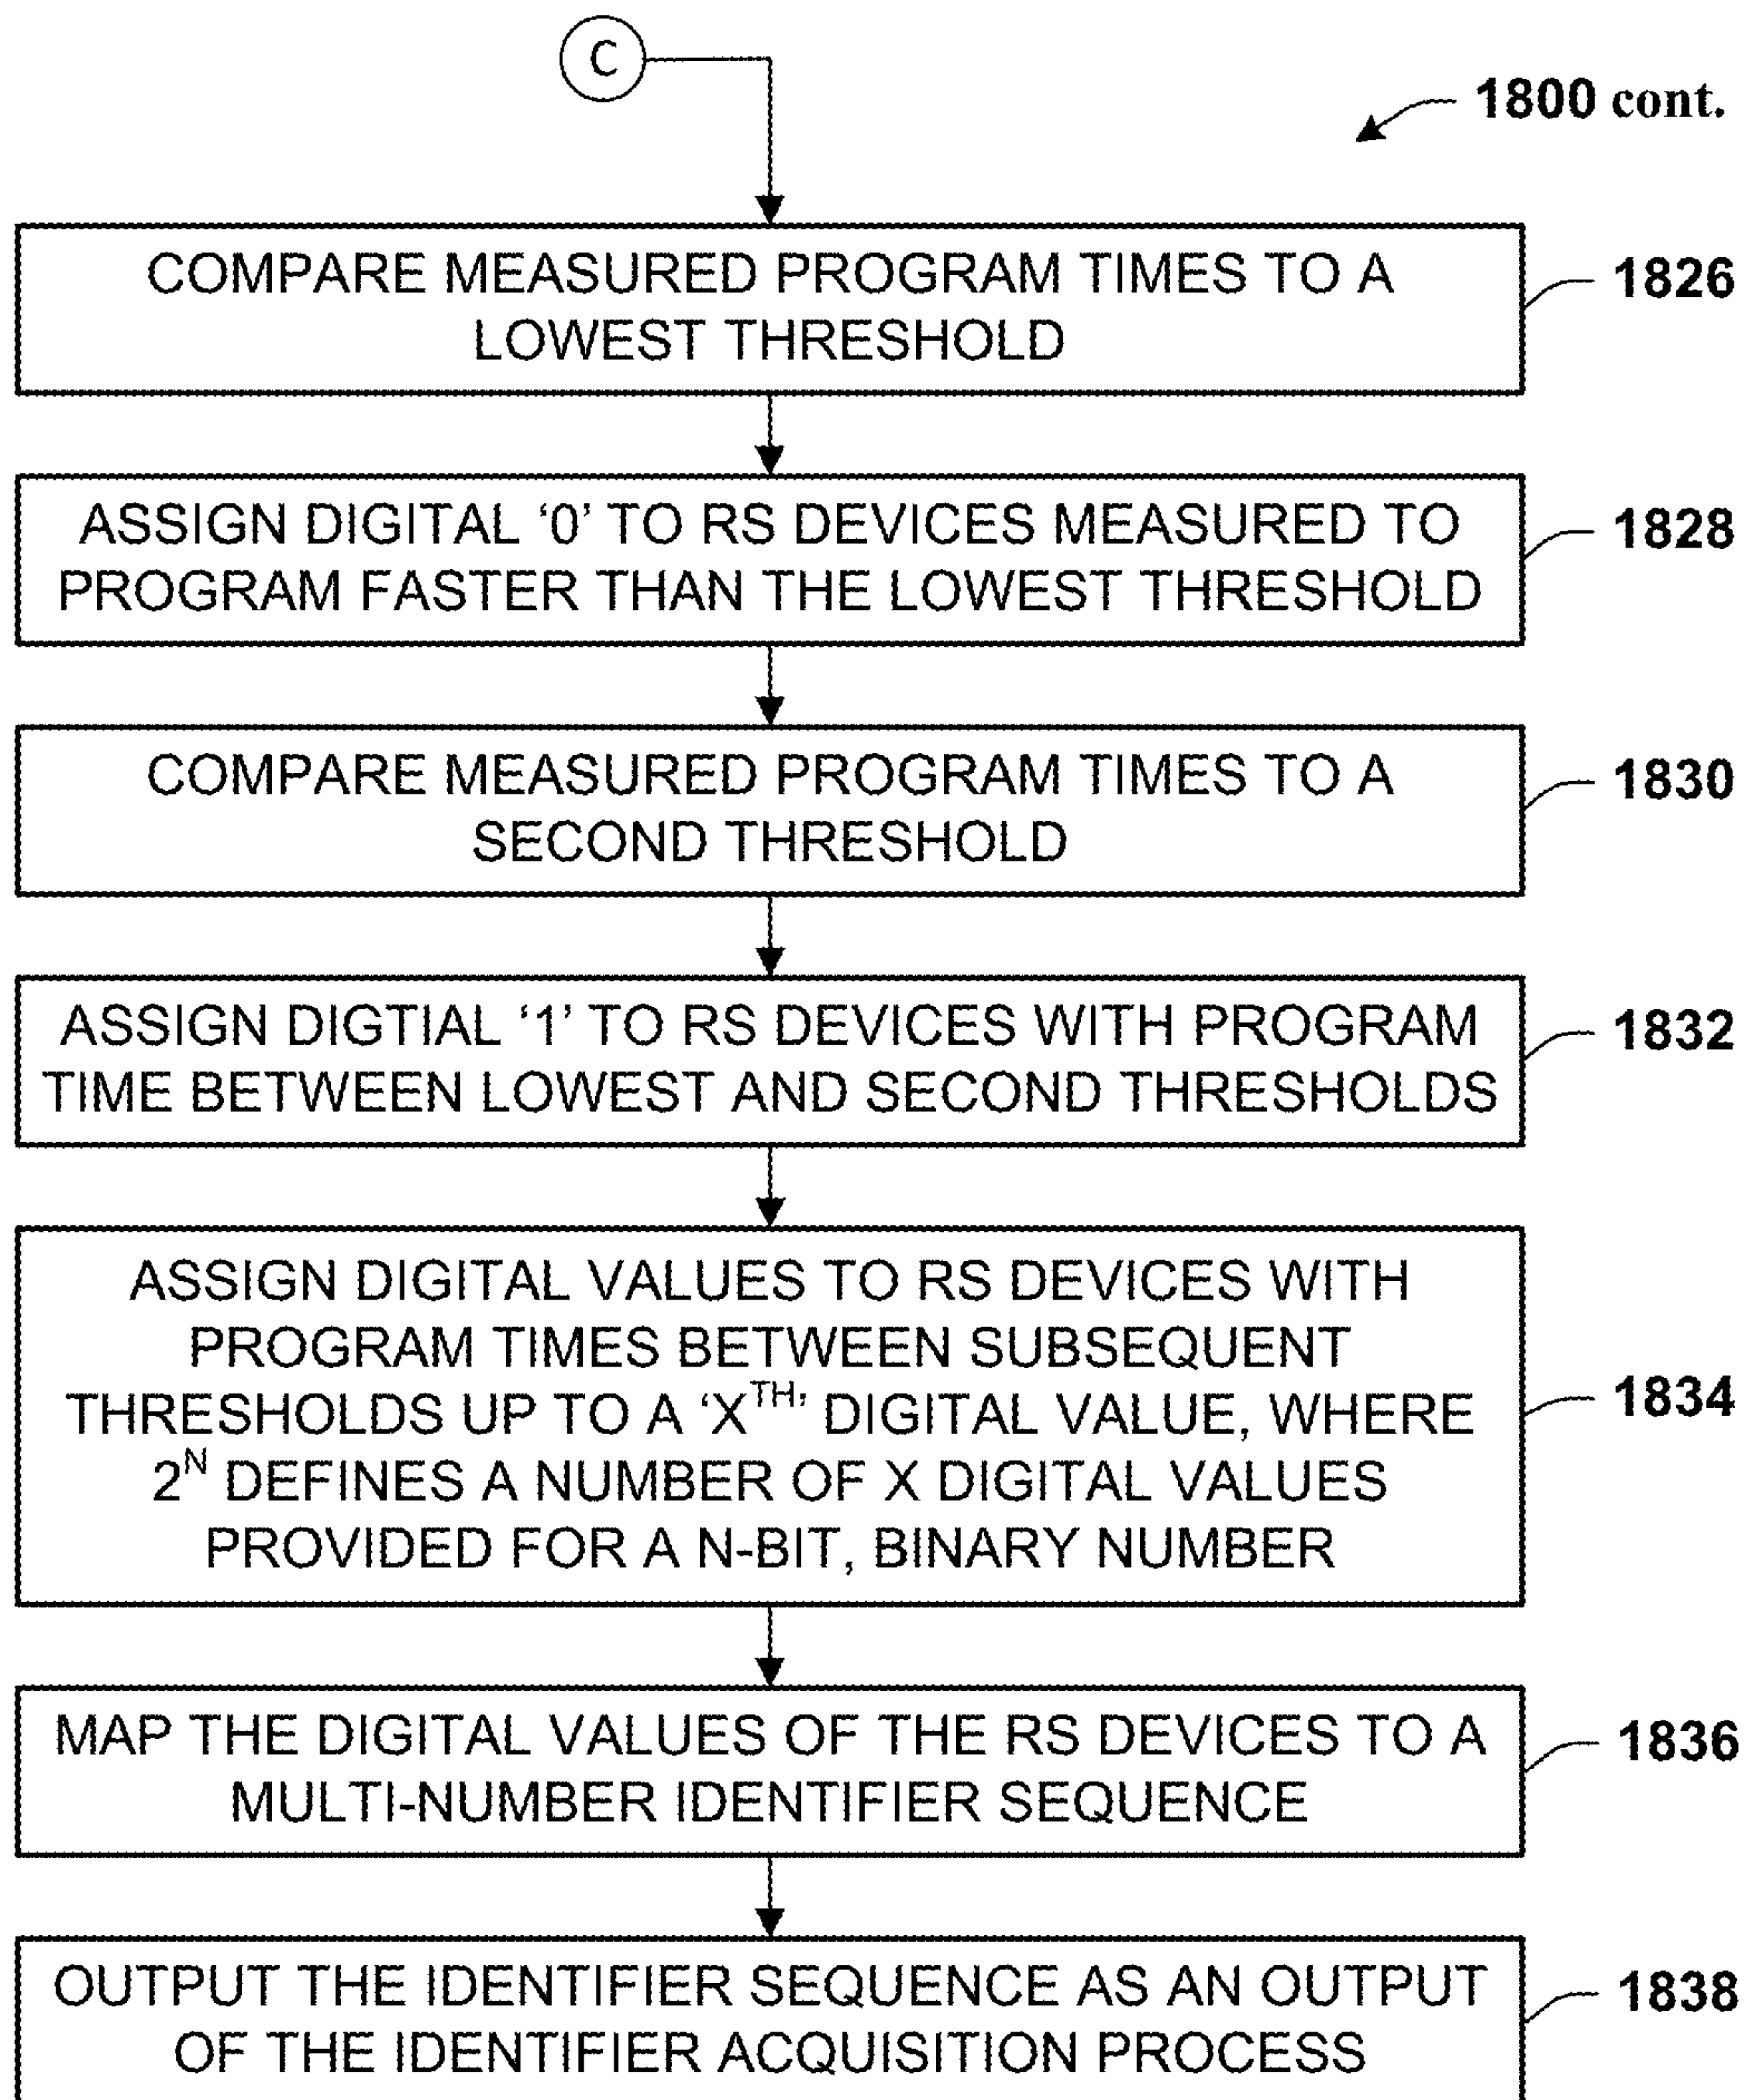 C
1800 cont.
COMPARE MEASURED PROGRAM TIMES TO A
LOWEST THRESHOLD
1826
ASSIGN DIGITAL ‘0’ TO RS DEVICES MEASURED TO
PROGRAM FASTER THAN THE LOWEST THRESHOLD
1828
COMPARE MEASURED PROGRAM TIMES TO A
SECOND THRESHOLD
1830
ASSIGN DIGTIAL ‘1’ TO RS DEVICES WITH PROGRAM
TIME BETWEEN LOWEST AND SECOND THRESHOLDS
1832
ASSIGN DIGITAL VALUES TO RS DEVICES WITH
PROGRAM TIMES BETWEEN SUBSEQUENT
THRESHOLDS UP TO A ‘X^TH’ DIGITAL VALUE, WHERE
2^N DEFINES A NUMBER OF X DIGITAL VALUES
PROVIDED FOR A N-BIT, BINARY NUMBER
1834
MAP THE DIGITAL VALUES OF THE RS DEVICES TO A
MULTI-NUMBER IDENTIFIER SEQUENCE
1836
OUTPUT THE IDENTIFIER SEQUENCE AS AN OUTPUT
OF THE IDENTIFIER ACQUISITION PROCESS
1838